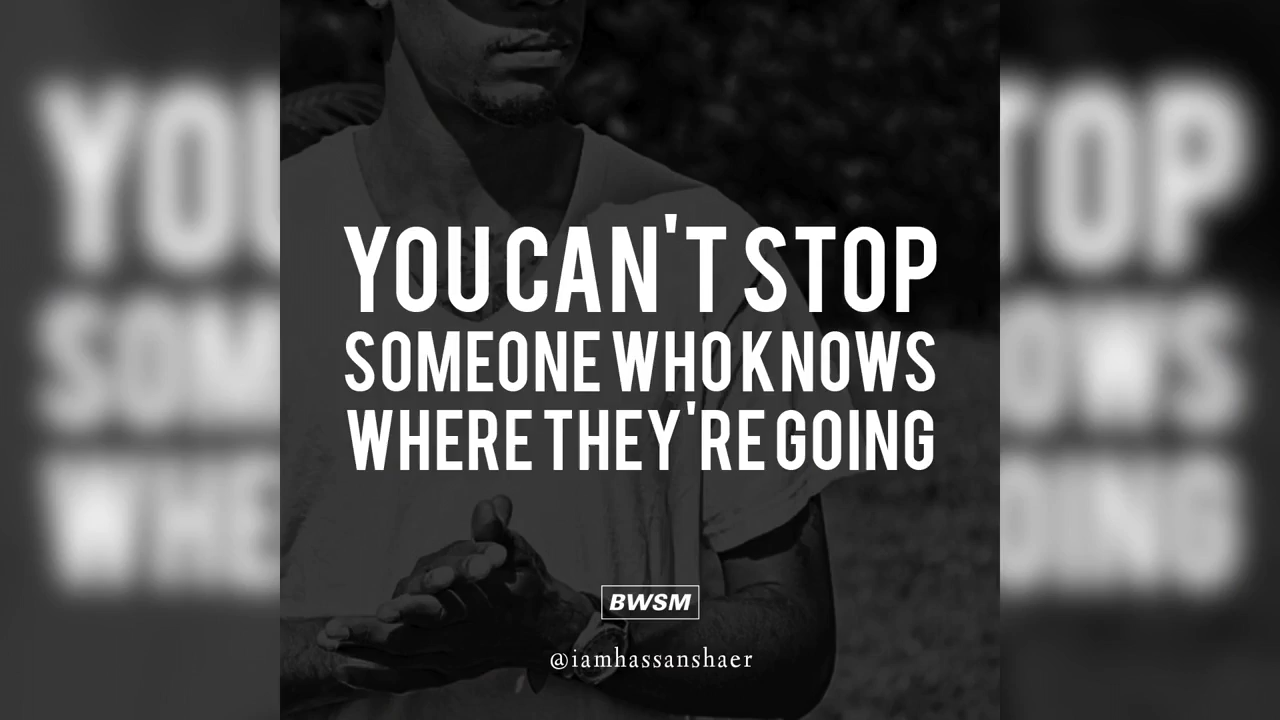 YOU CAN'T STOP
SOMEONE WHO KNOWS
WHERE THEY'RE GOING
BWSM
@iamhassanshaer